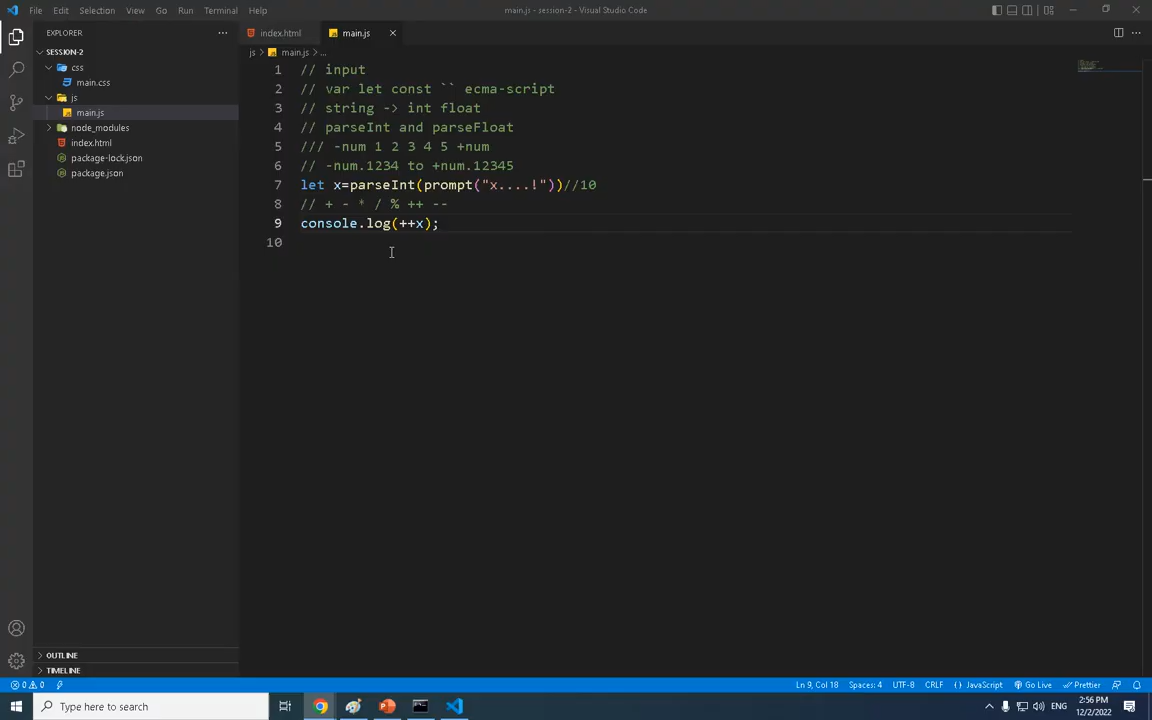 File Edit Selection View Go Run Terminal Help
main.js - session-2 - Visual Studio Code
EXPLORER ...
index.html main.js
SESSION-2
js > main.js > ...
css
main.css
js
main.js
node_modules
index.html
package-lock.json
package.json
1 // input
2 // var let const `` ecma-script
3 // string -> int float
4 // parseInt and parseFloat
5 /// -num 1 2 3 4 5 +num
6 // -num.1234 to +num.12345
7 let x=parseInt(prompt("x....!"))//10
8 // + - * / % ++ --
9 console.log(++x);
10
OUTLINE
TIMELINE
0 0 Ln 9, Col 18 Spaces: 4 UTF-8 CRLF {} JavaScript Go Live Prettier
Type here to search ENG 2:56 PM
12/2/2022